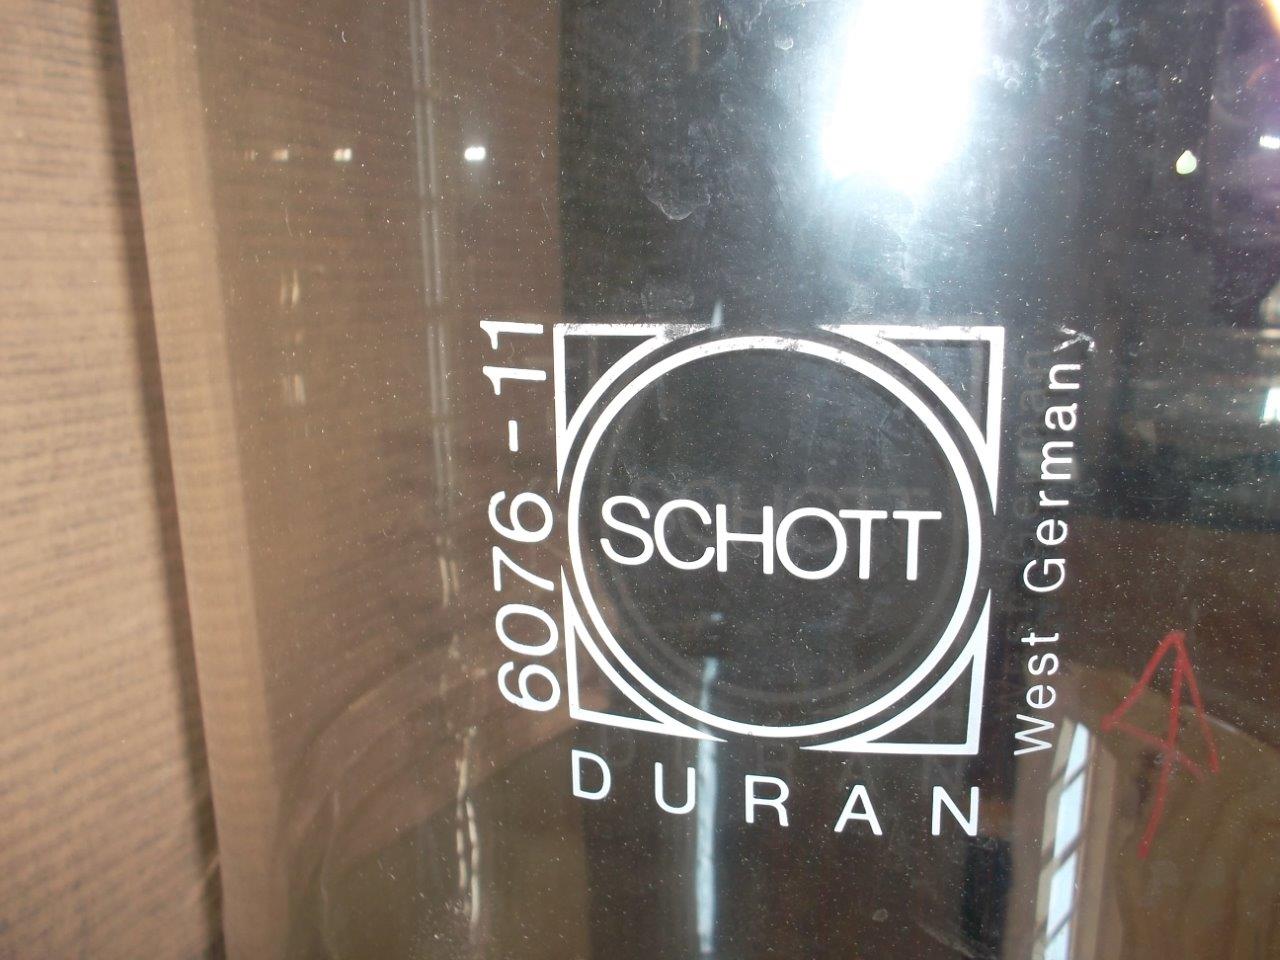 6076-11
SCHOTT
West Germany
DURAN